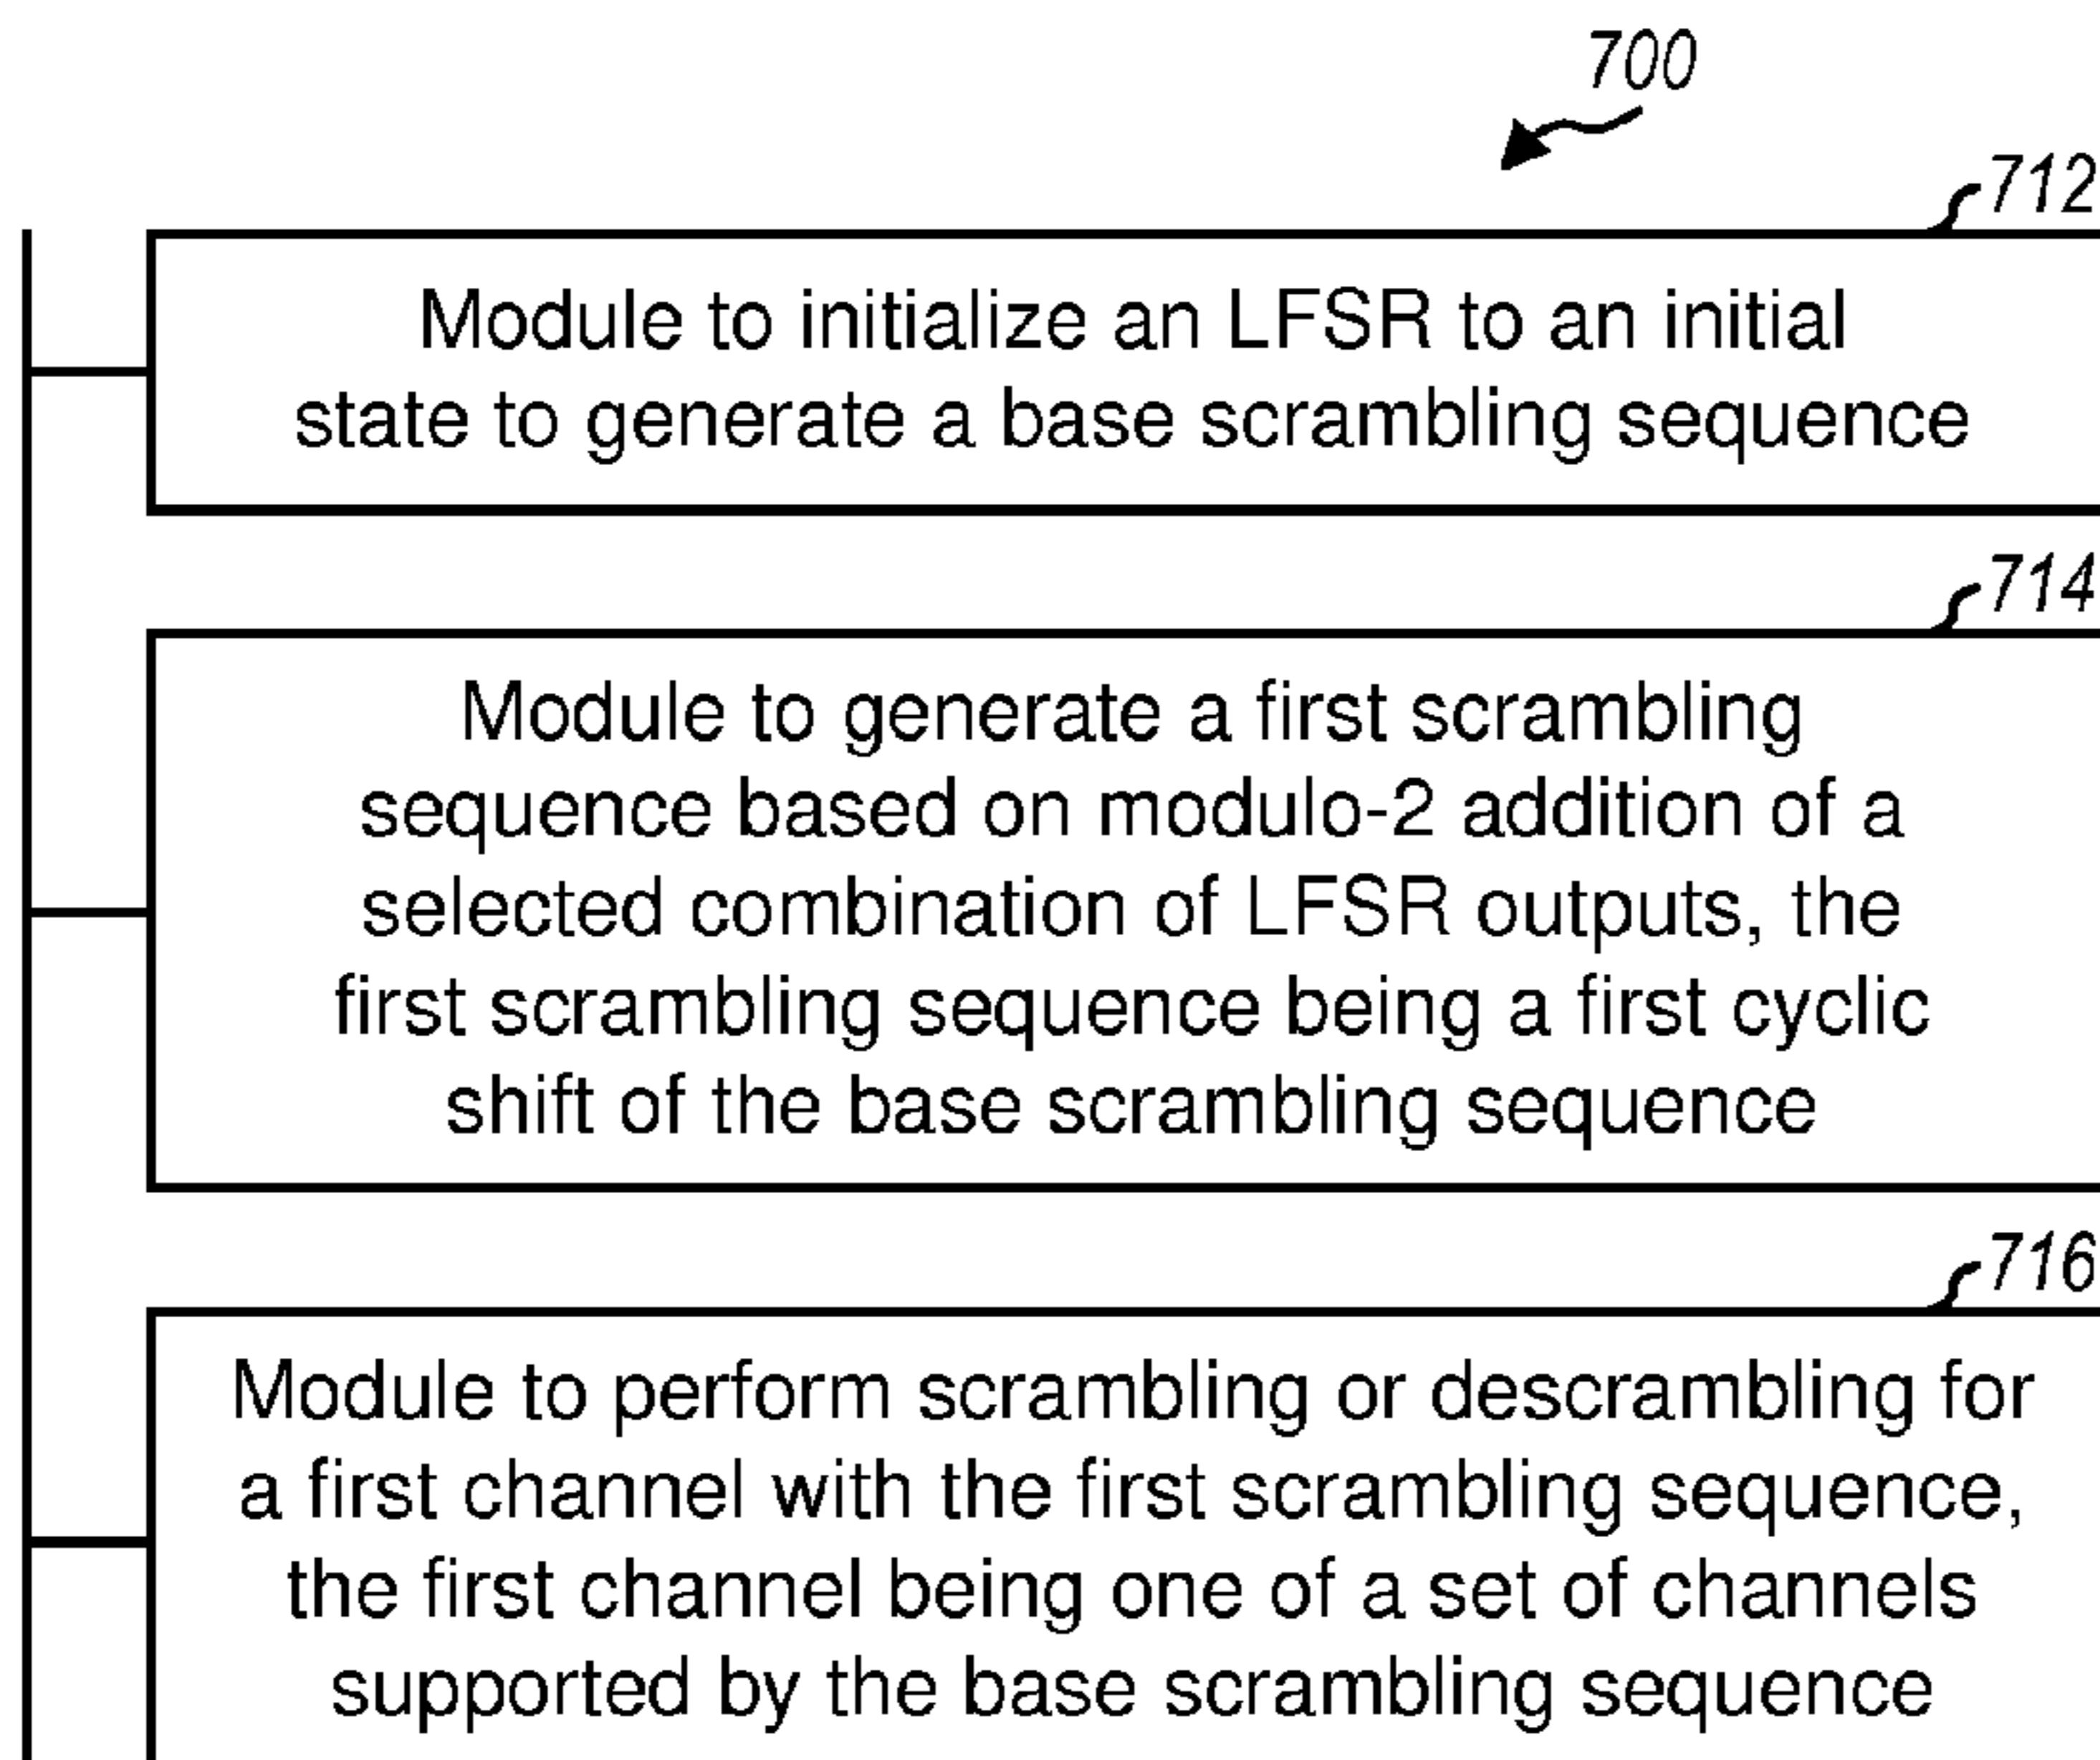 700
712
Module to initialize an LFSR to an initial
state to generate a base scrambling sequence
714
Module to generate a first scrambling
sequence based on modulo-2 addition of a
selected combination of LFSR outputs, the
first scrambling sequence being a first cyclic
shift of the base scrambling sequence
716
Module to perform scrambling or descrambling for
a first channel with the first scrambling sequence,
the first channel being one of a set of channels
supported by the base scrambling sequence